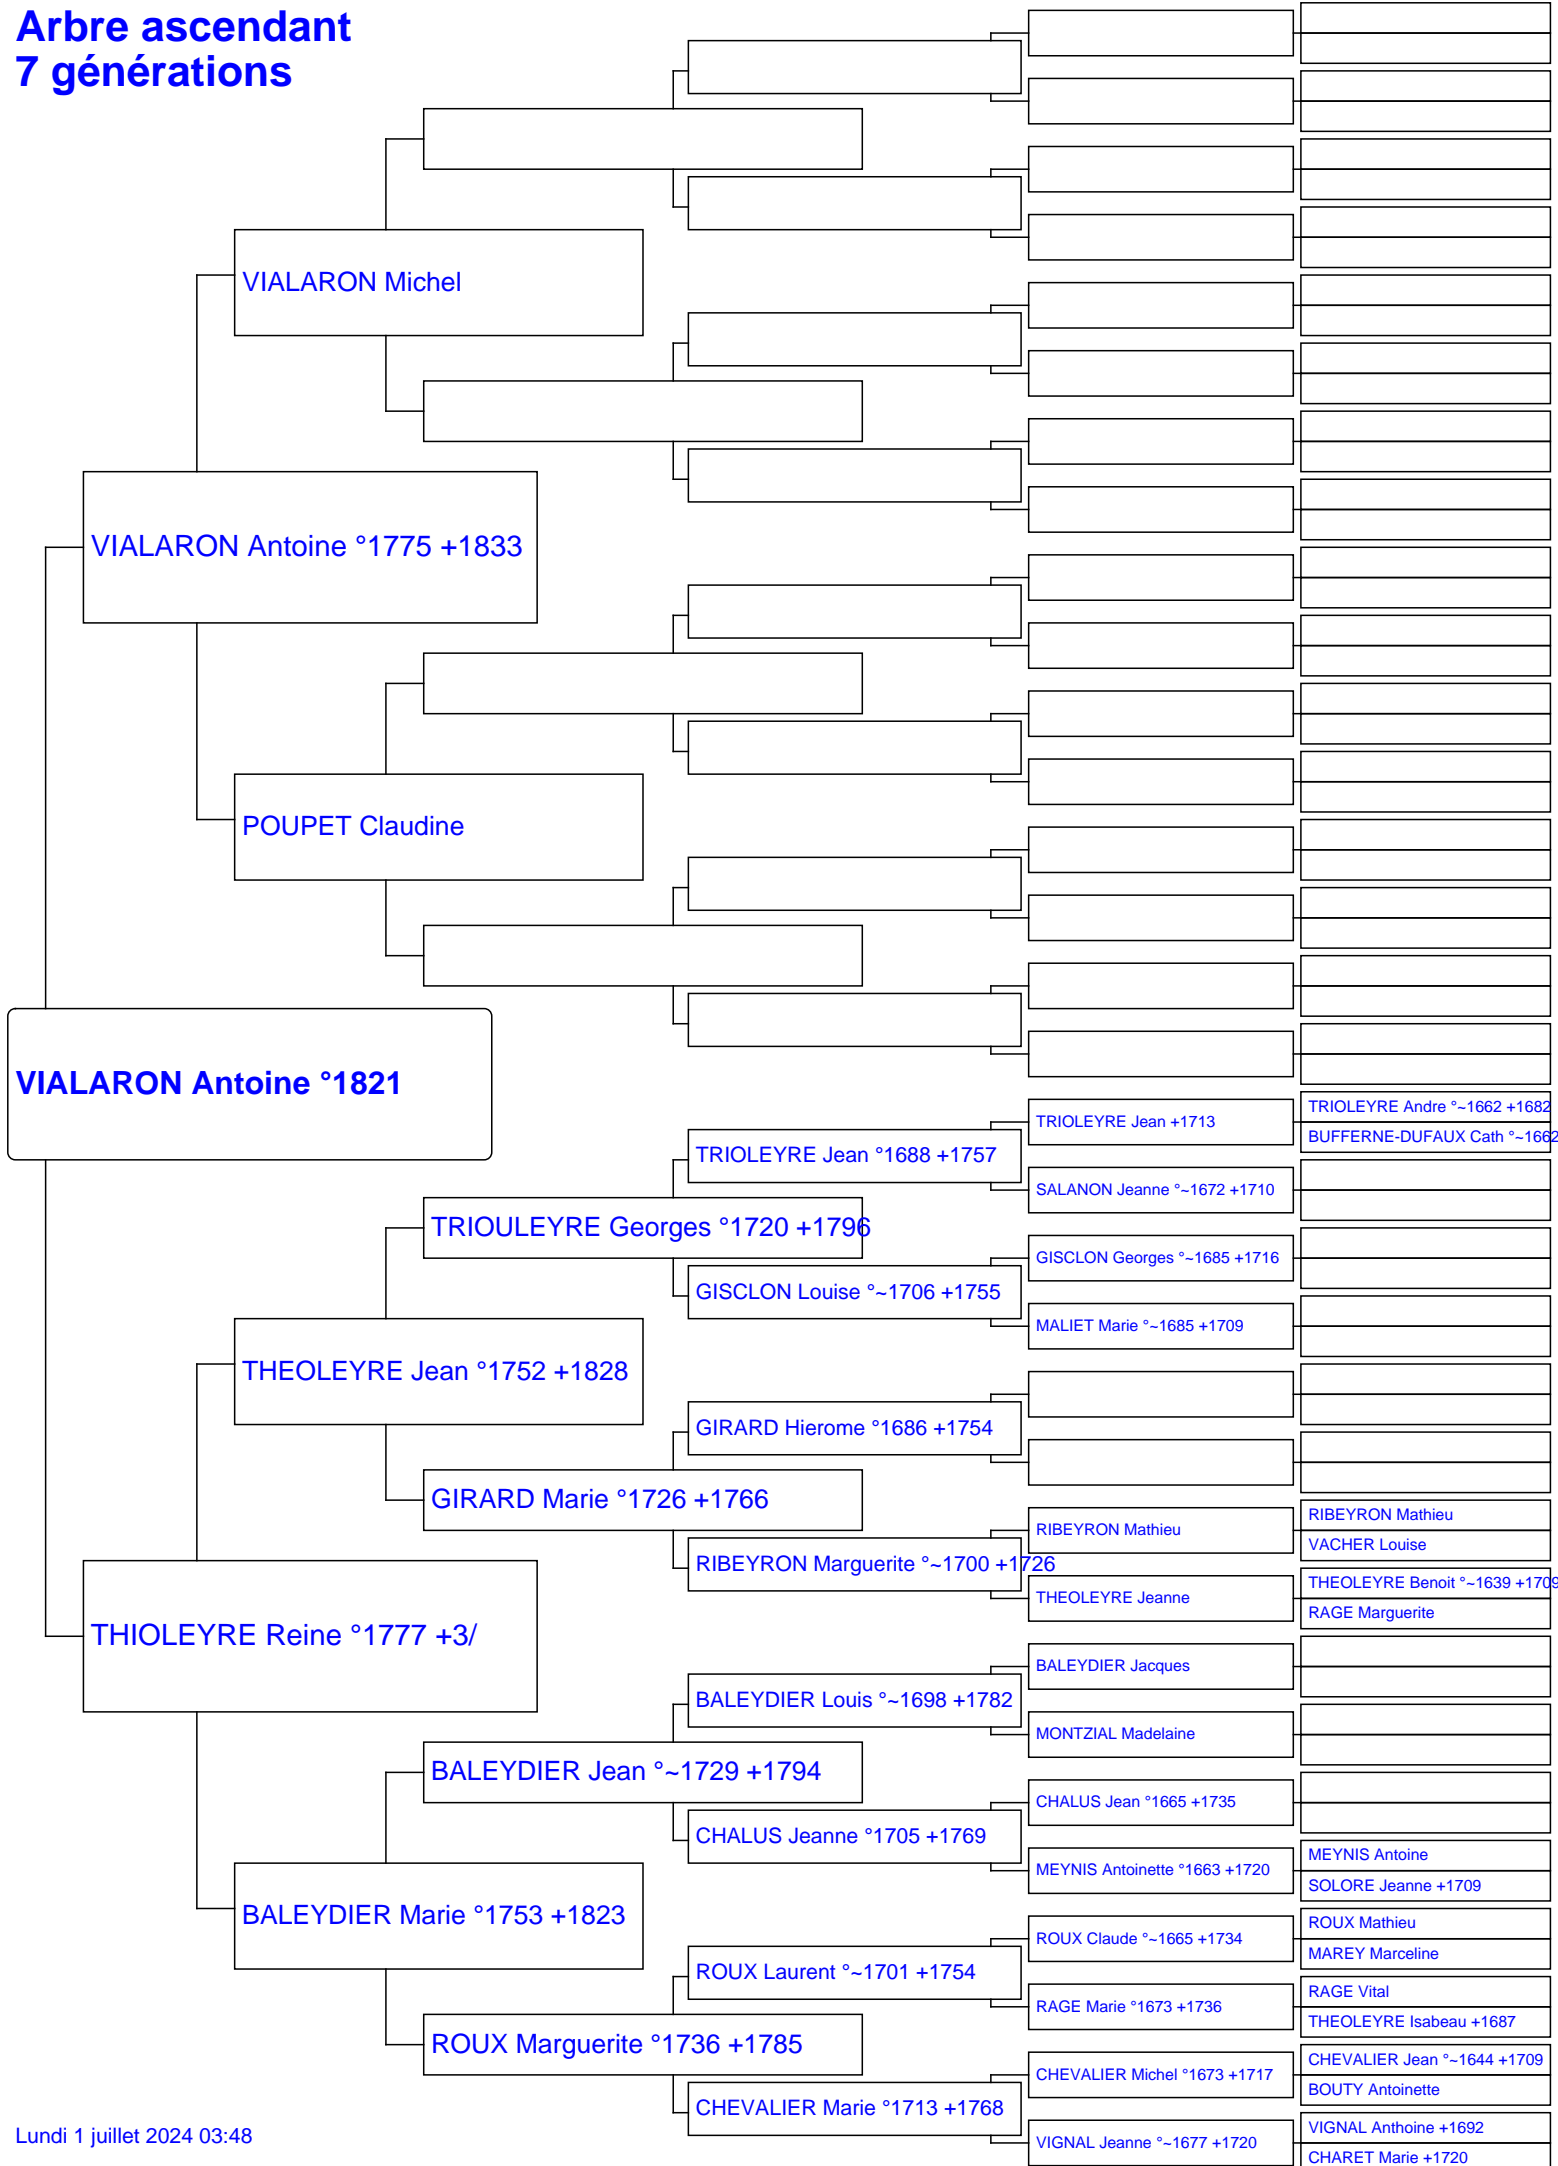 Arbre ascendant
7 générations
VIALARON Michel
VIALARON Antoine °1775 +1833
POUPET Claudine
VIALARON Antoine °1821
TRIOLEYRE Andre °~1662 +1682
TRIOLEYRE Jean +1713
BUFFERNE-DUFAUX Cath °~1662
TRIOLEYRE Jean °1688 +1757
SALANON Jeanne °~1672 +1710
TRIOULEYRE Georges °1720 +1796
GISCLON Georges °~1685 +1716
GISCLON Louise °~1706 +1755
MALIET Marie °~1685 +1709
THEOLEYRE Jean °1752 +1828
GIRARD Hierome °1686 +1754
GIRARD Marie °1726 +1766
RIBEYRON Mathieu
RIBEYRON Mathieu
VACHER Louise
RIBEYRON Marguerite °~1700 +1726
THEOLEYRE Benoit °~1639 +1709
THEOLEYRE Jeanne
RAGE Marguerite
THIOLEYRE Reine °1777 +3/
BALEYDIER Jacques
BALEYDIER Louis °~1698 +1782
MONTZIAL Madelaine
BALEYDIER Jean °~1729 +1794
CHALUS Jean °1665 +1735
CHALUS Jeanne °1705 +1769
MEYNIS Antoine
MEYNIS Antoinette °1663 +1720
SOLORE Jeanne +1709
BALEYDIER Marie °1753 +1823
ROUX Mathieu
ROUX Claude °~1665 +1734
MAREY Marceline
ROUX Laurent °~1701 +1754
RAGE Vital
RAGE Marie °1673 +1736
THEOLEYRE Isabeau +1687
ROUX Marguerite °1736 +1785
CHEVALIER Jean °~1644 +1709
CHEVALIER Michel °1673 +1717
BOUTY Antoinette
CHEVALIER Marie °1713 +1768
VIGNAL Anthoine +1692
VIGNAL Jeanne °~1677 +1720
CHARET Marie +1720
Lundi 1 juillet 2024 03:48